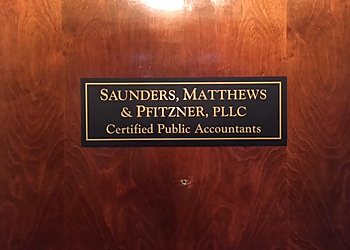 Saunders, Matthews
& Pfitzner, PLLC
Certified Public Accountants